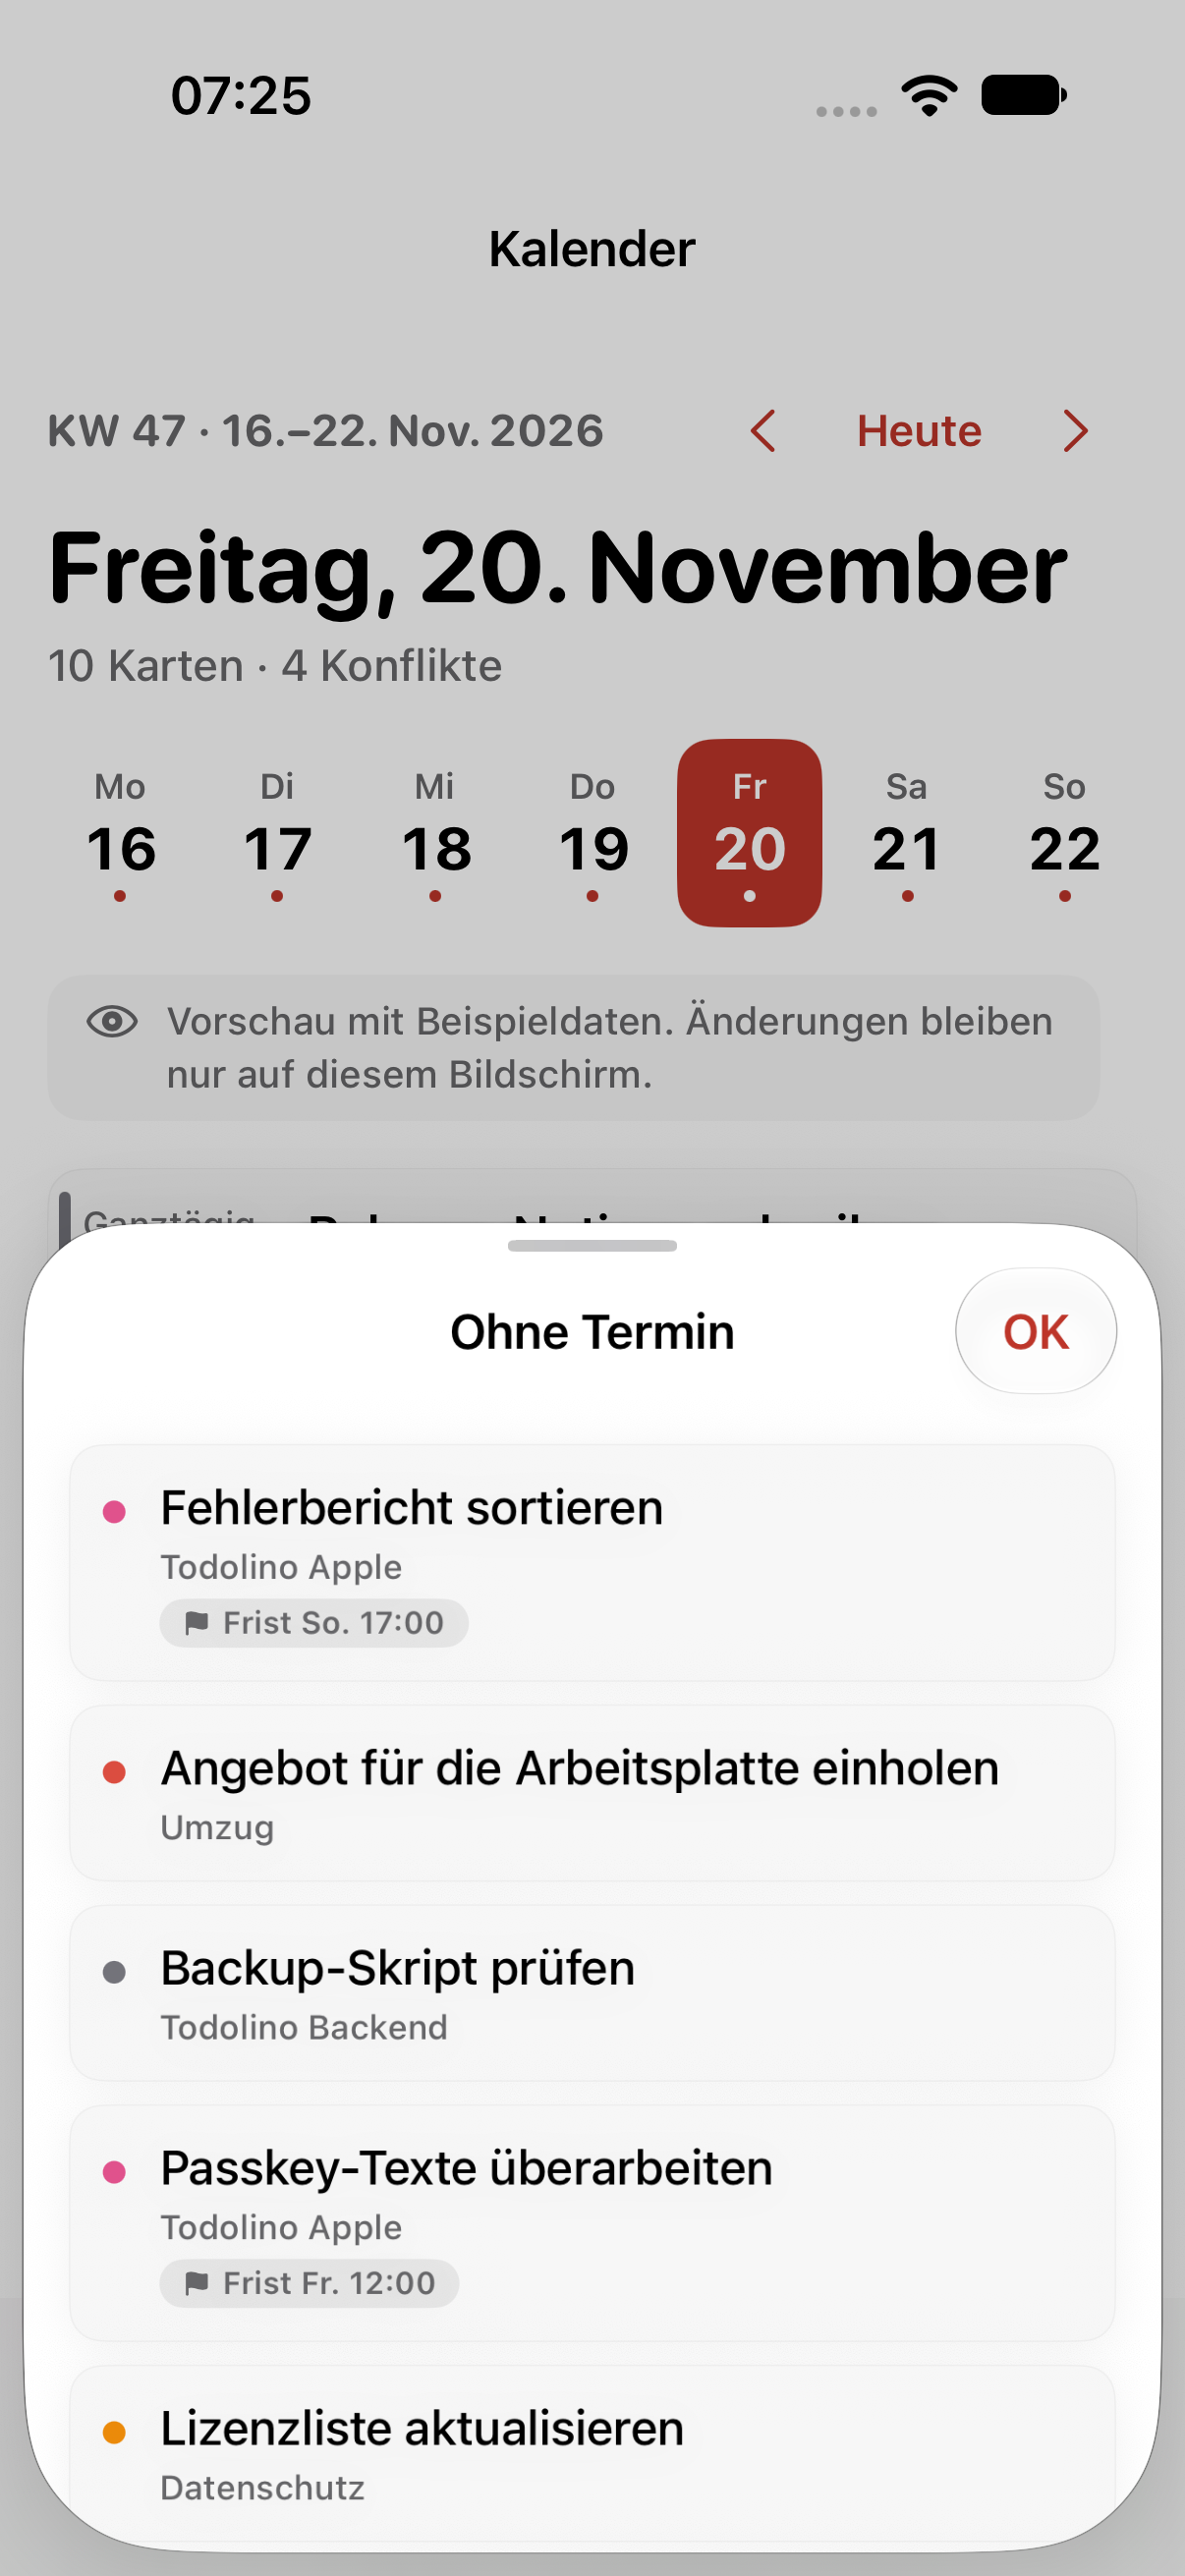 07:25
Kalender
KW 47 · 16.–22. Nov. 2026
Heute
Freitag, 20. November
10 Karten · 4 Konflikte
Mo Di Mi Do Fr Sa So
16 17 18 19 20 21 22
Vorschau mit Beispieldaten. Änderungen bleiben
nur auf diesem Bildschirm.
Ganztägig
Ohne Termin
OK
Fehlerbericht sortieren
Todolino Apple
Frist So. 17:00
Angebot für die Arbeitsplatte einholen
Umzug
Backup-Skript prüfen
Todolino Backend
Passkey-Texte überarbeiten
Todolino Apple
Frist Fr. 12:00
Lizenzliste aktualisieren
Datenschutz